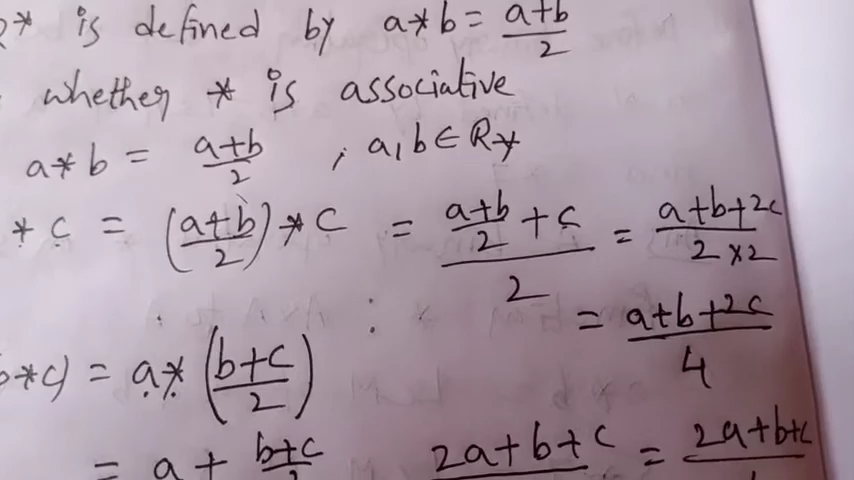 * is defined by a*b = a+b/2
whether * is associative
a*b = a+b/2 , a,b ∈ R*
* c = (a+b/2) * c = (a+b/2 + c)/2 = a+b+2c/2×2
= a+b+2c/4
*c) = a* (b+c/2)
= a + b+c/2 2a+b+c = 2a+b+c